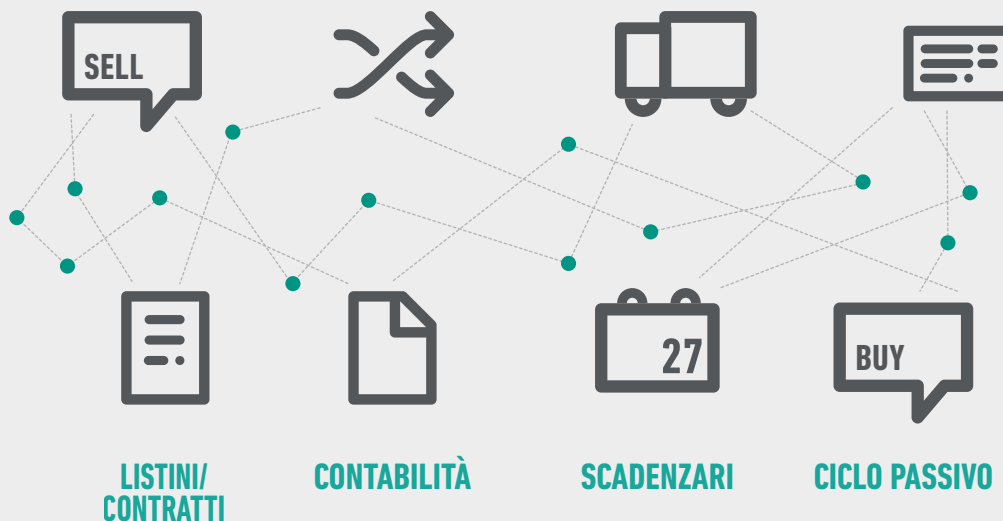 SELL
27
BUY
LISTINI/
CONTRATTI
CONTABILITÀ
SCADENZARI
CICLO PASSIVO